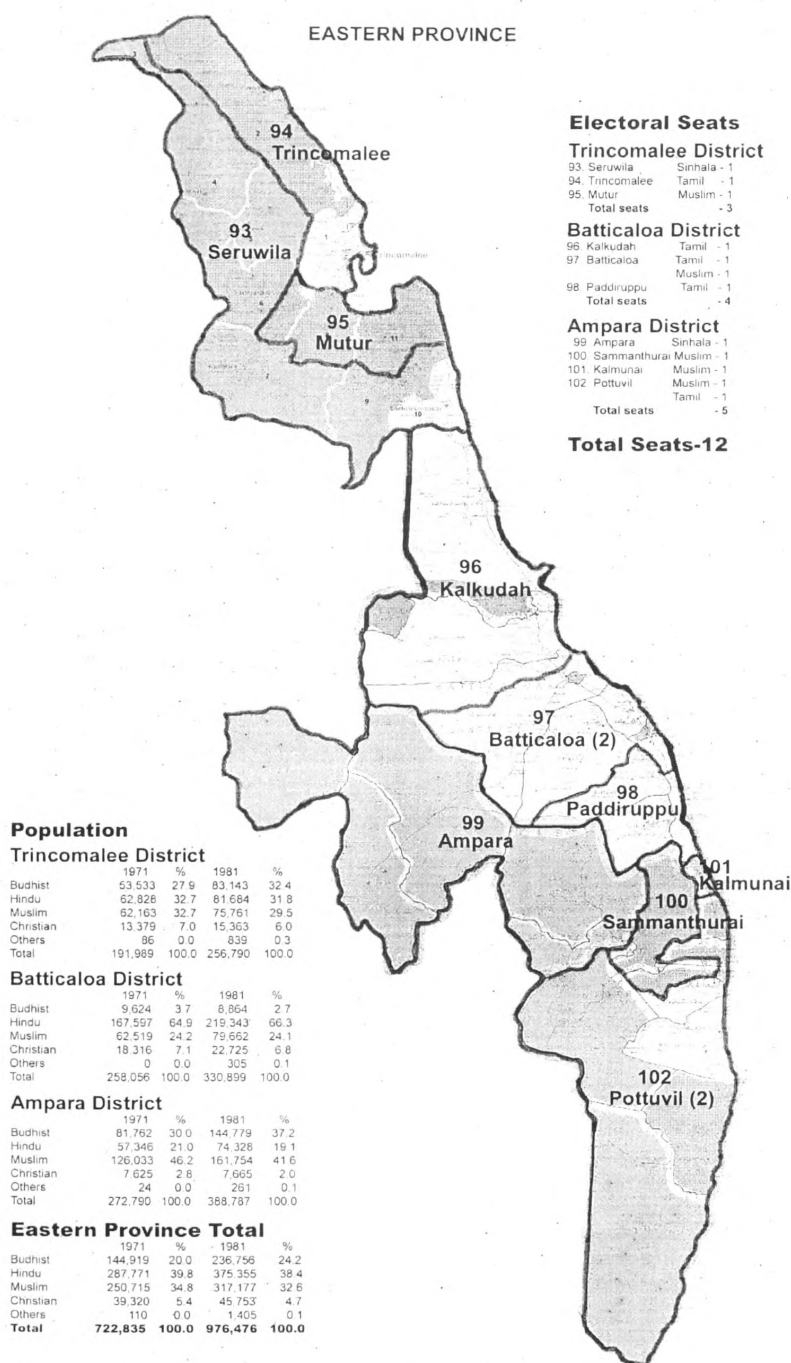 EASTERN PROVINCE
94
Trincomalee
93
Seruwila
95
Mutur
96
Kalkudah
97
Batticaloa (2)
98
Paddiruppu
99
Ampara
100
Sammanthurai
101
Kalmunai
102
Pottuvil (2)
Electoral Seats
Trincomalee District
93. Seruwila Sinhala - 1
94. Trincomalee Tamil - 1
95. Mutur Muslim - 1
Total seats - 3
Batticaloa District
96. Kalkudah Tamil - 1
97 Batticaloa Tamil - 1
Muslim - 1
98 Paddiruppu Tamil - 1
Total seats - 4
Ampara District
99 Ampara Sinhala - 1
100. Sammanthurai Muslim - 1
101. Kalmunai Muslim - 1
102 Pottuvil Muslim - 1
Tamil - 1
Total seats - 5
Total Seats-12
Population
Trincomalee District
1971 % 1981 %
Budhist 53,533 27.9 83,143 32.4
Hindu 62,828 32.7 81,684 31.8
Muslim 62,163 32.7 75,761 29.5
Christian 13,379 7.0 15,363 6.0
Others 86 0.0 839 0.3
Total 191,989 100.0 256,790 100.0
Batticaloa District
1971 % 1981 %
Budhist 9,624 3.7 8,864 2.7
Hindu 167,597 64.9 219,343 66.3
Muslim 62,519 24.2 79,662 24.1
Christian 18,316 7.1 22,725 6.8
Others 0 0.0 305 0.1
Total 258,056 100.0 330,899 100.0
Ampara District
1971 % 1981 %
Budhist 81,762 30.0 144,779 37.2
Hindu 57,346 21.0 74,328 19.1
Muslim 126,033 46.2 161,754 41.6
Christian 7,625 2.8 7,665 2.0
Others 24 0.0 261 0.1
Total 272,790 100.0 388,787 100.0
Eastern Province Total
1971 % 1981 %
Budhist 144,919 20.0 236,756 24.2
Hindu 287,771 39.8 375,355 38.4
Muslim 250,715 34.8 317,177 32.6
Christian 39,320 5.4 45,753 4.7
Others 110 0.0 1,405 0.1
Total 722,835 100.0 976,476 100.0